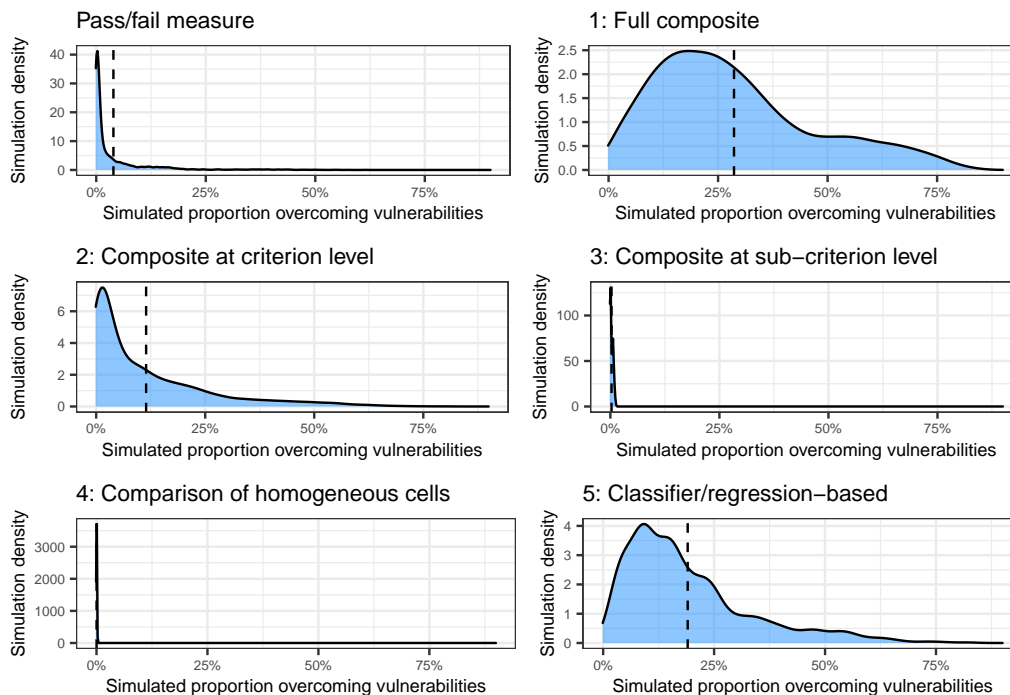 Pass/fail measure
Simulation density
40
30
20
10
0
0% 25% 50% 75%
Simulated proportion overcoming vulnerabilities
1: Full composite
Simulation density
2.5
2.0
1.5
1.0
0.5
0.0
0% 25% 50% 75%
Simulated proportion overcoming vulnerabilities
2: Composite at criterion level
Simulation density
6
4
2
0
0% 25% 50% 75%
Simulated proportion overcoming vulnerabilities
3: Composite at sub−criterion level
Simulation density
100
50
0
0% 25% 50% 75%
Simulated proportion overcoming vulnerabilities
4: Comparison of homogeneous cells
Simulation density
3000
2000
1000
0
0% 25% 50% 75%
Simulated proportion overcoming vulnerabilities
5: Classifier/regression−based
Simulation density
4
3
2
1
0
0% 25% 50% 75%
Simulated proportion overcoming vulnerabilities